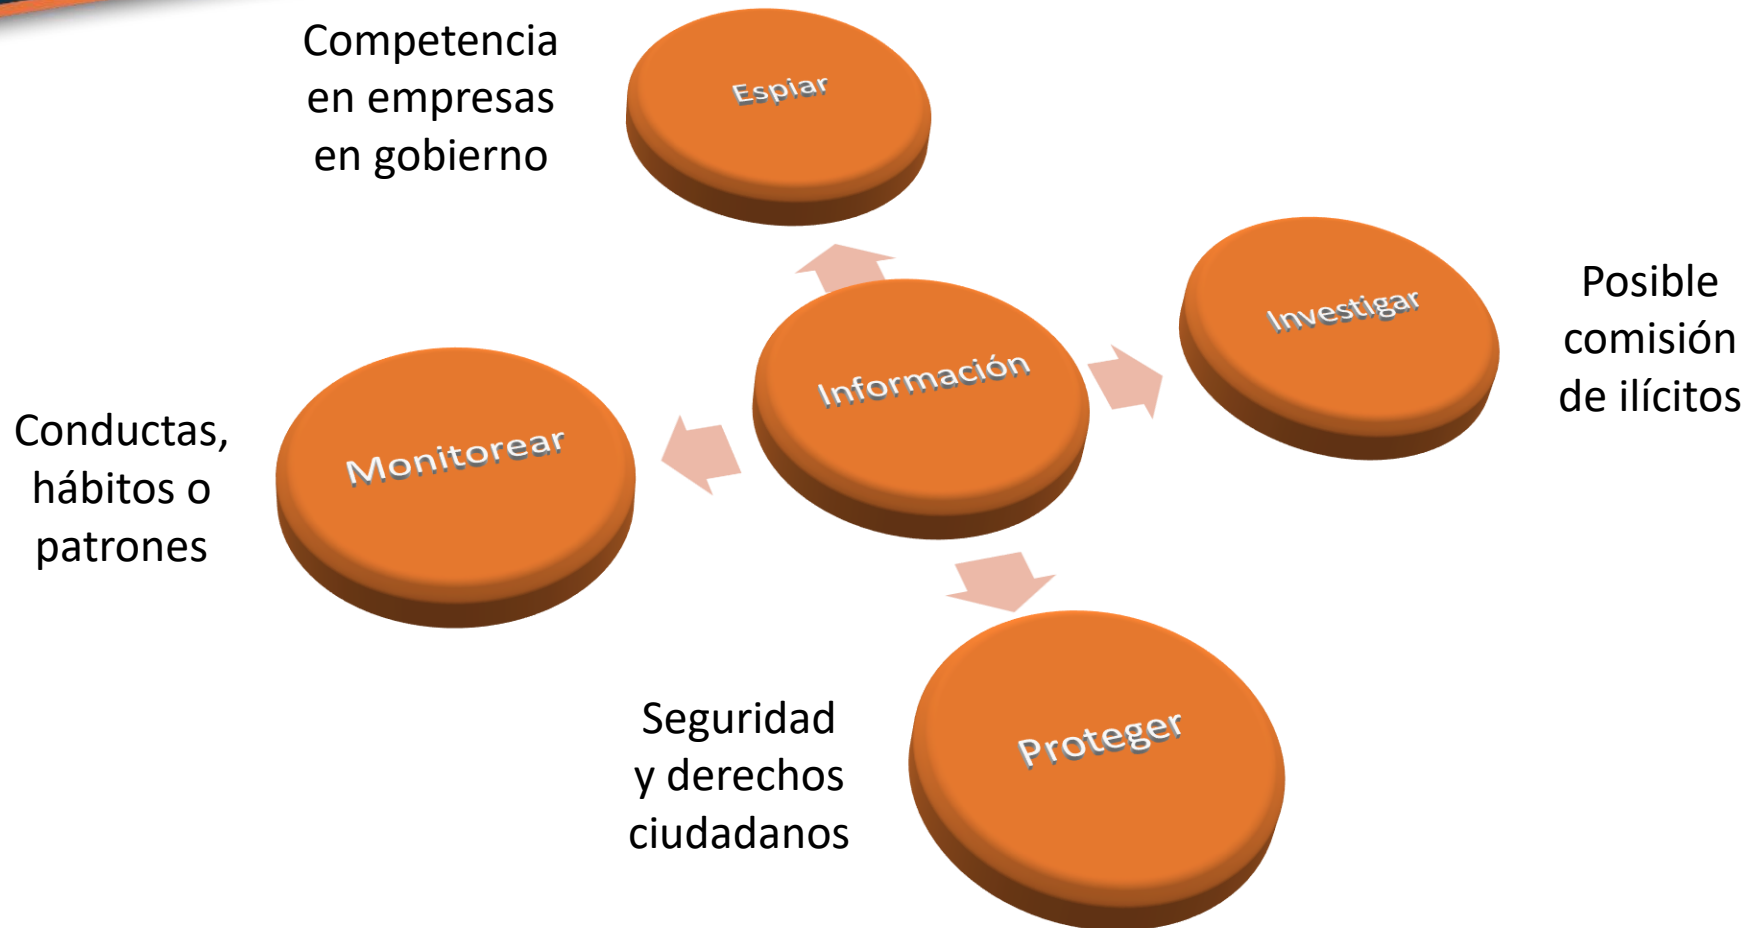 Competencia
en empresas
en gobierno
Espiar
Investigar
Posible
comisión
de ilícitos
Información
Monitorear
Conductas,
hábitos o
patrones
Seguridad
y derechos
ciudadanos
Proteger